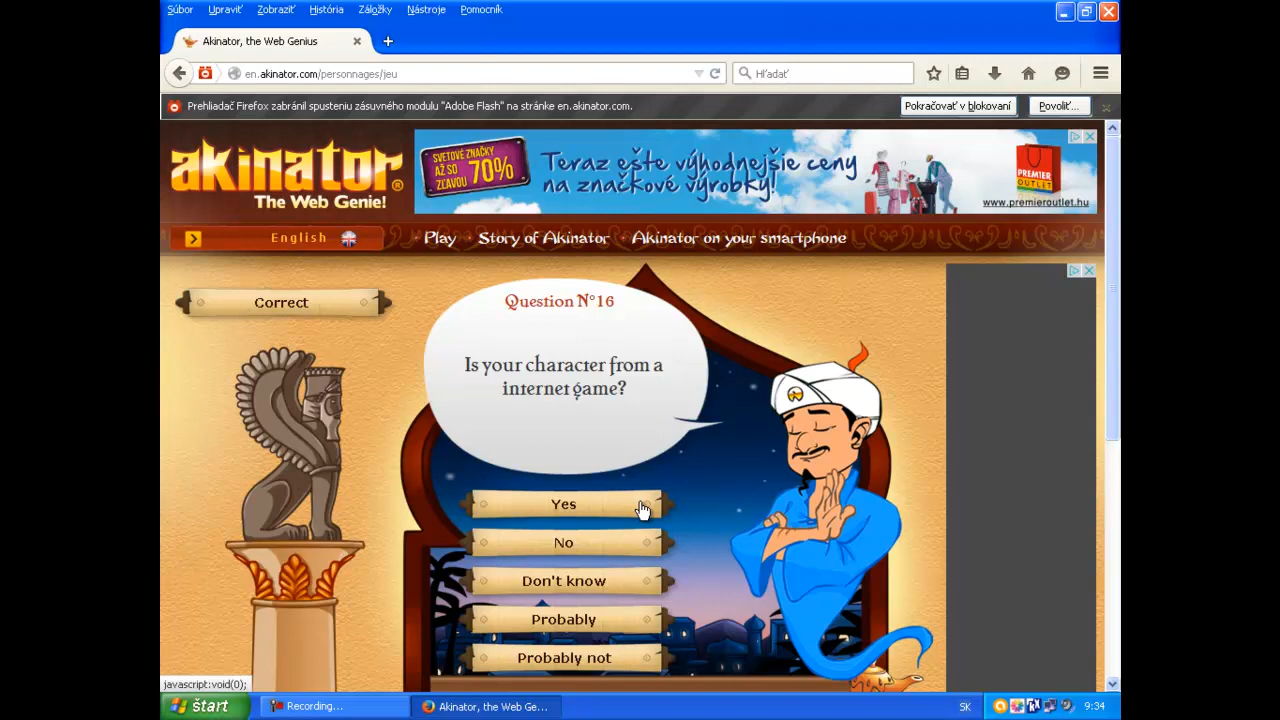 Súbor Upraviť Zobraziť História Záložky Nástroje Pomocník
Akinator, the Web Genius
en.akinator.com/personnages/jeu
Hľadať
Prehliadač Firefox zabránil spusteniu zásuvného modulu "Adobe Flash" na stránke en.akinator.com.
Pokračovať v blokovaní
Povoliť...
akinator®
The Web Genie!
SVETOVÉ ZNAČKY
AŽ SO 70%
ZĽAVOU
Teraz ešte výhodnejšie ceny
na značkové výrobky!
PREMIER
OUTLET
www.premieroutlet.hu
English
Play
Story of Akinator
Akinator on your smartphone
Correct
Question N°16
Is your character from a
internet game?
Yes
No
Don't know
Probably
Probably not
javascript:void(0);
štart
Recording...
Akinator, the Web Ge...
SK
9:34